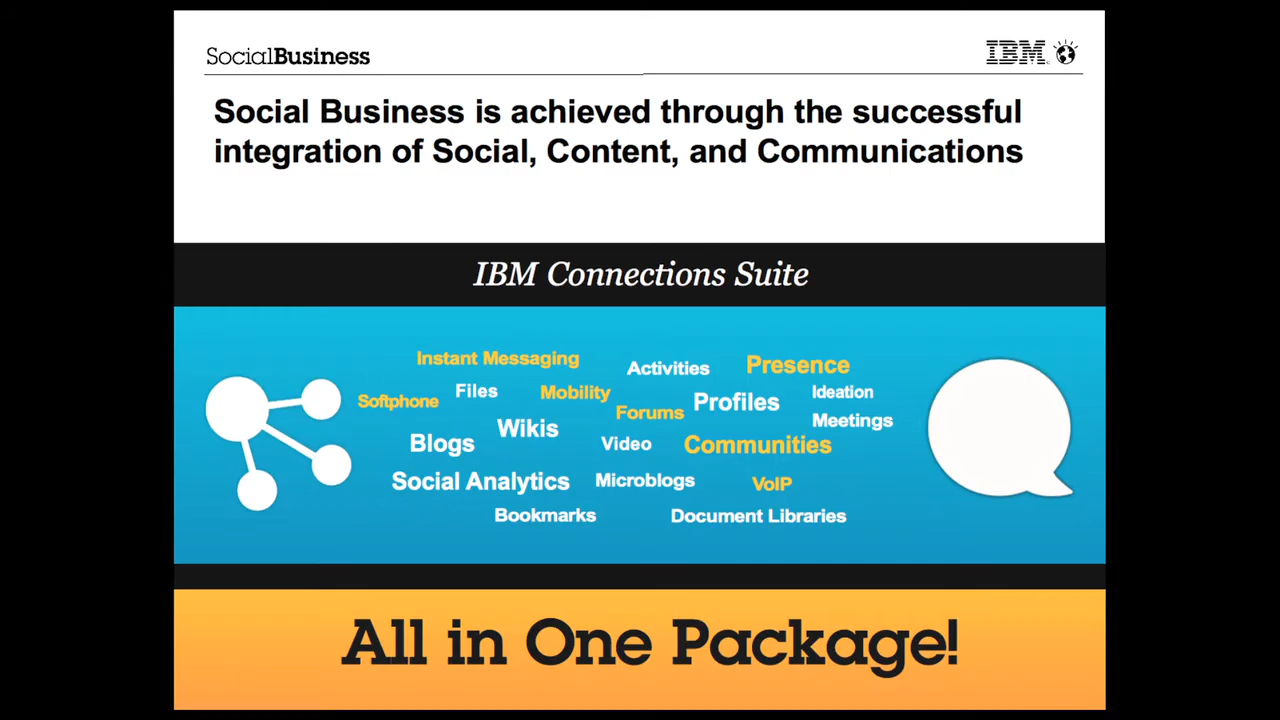 SocialBusiness
IBM
Social Business is achieved through the successful
integration of Social, Content, and Communications
IBM Connections Suite
Instant Messaging
Activities
Presence
Softphone
Files
Mobility
Forums
Profiles
Ideation
Meetings
Blogs
Wikis
Video
Communities
Social Analytics
Microblogs
VoIP
Bookmarks
Document Libraries
All in One Package!